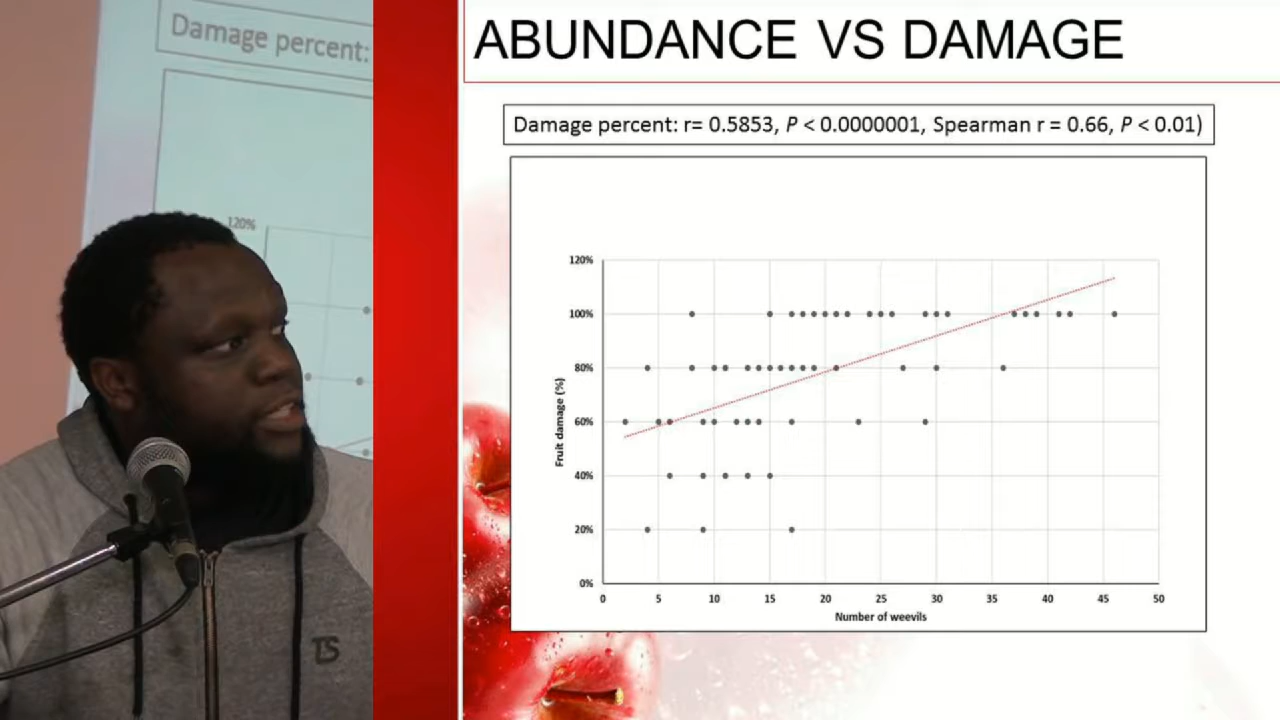 Damage percent:
120%
TS
ABUNDANCE VS DAMAGE
Damage percent: r= 0.5853, P < 0.0000001, Spearman r = 0.66, P < 0.01)
120%
100%
80%
60%
40%
20%
0%
Fruit damage (%)
0 5 10 15 20 25 30 35 40 45 50
Number of weevils